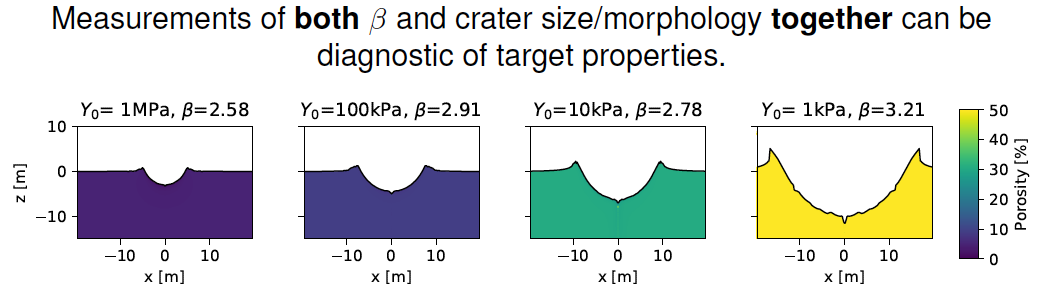 Measurements of both β and crater size/morphology together can be
diagnostic of target properties.
Y₀= 1MPa, β=2.58
Y₀=100kPa, β=2.91
Y₀=10kPa, β=2.78
Y₀= 1kPa, β=3.21
10
0
−10
z [m]
−10 0 10
x [m]
−10 0 10
x [m]
−10 0 10
x [m]
−10 0 10
x [m]
50
40
30
20
10
0
Porosity [%]